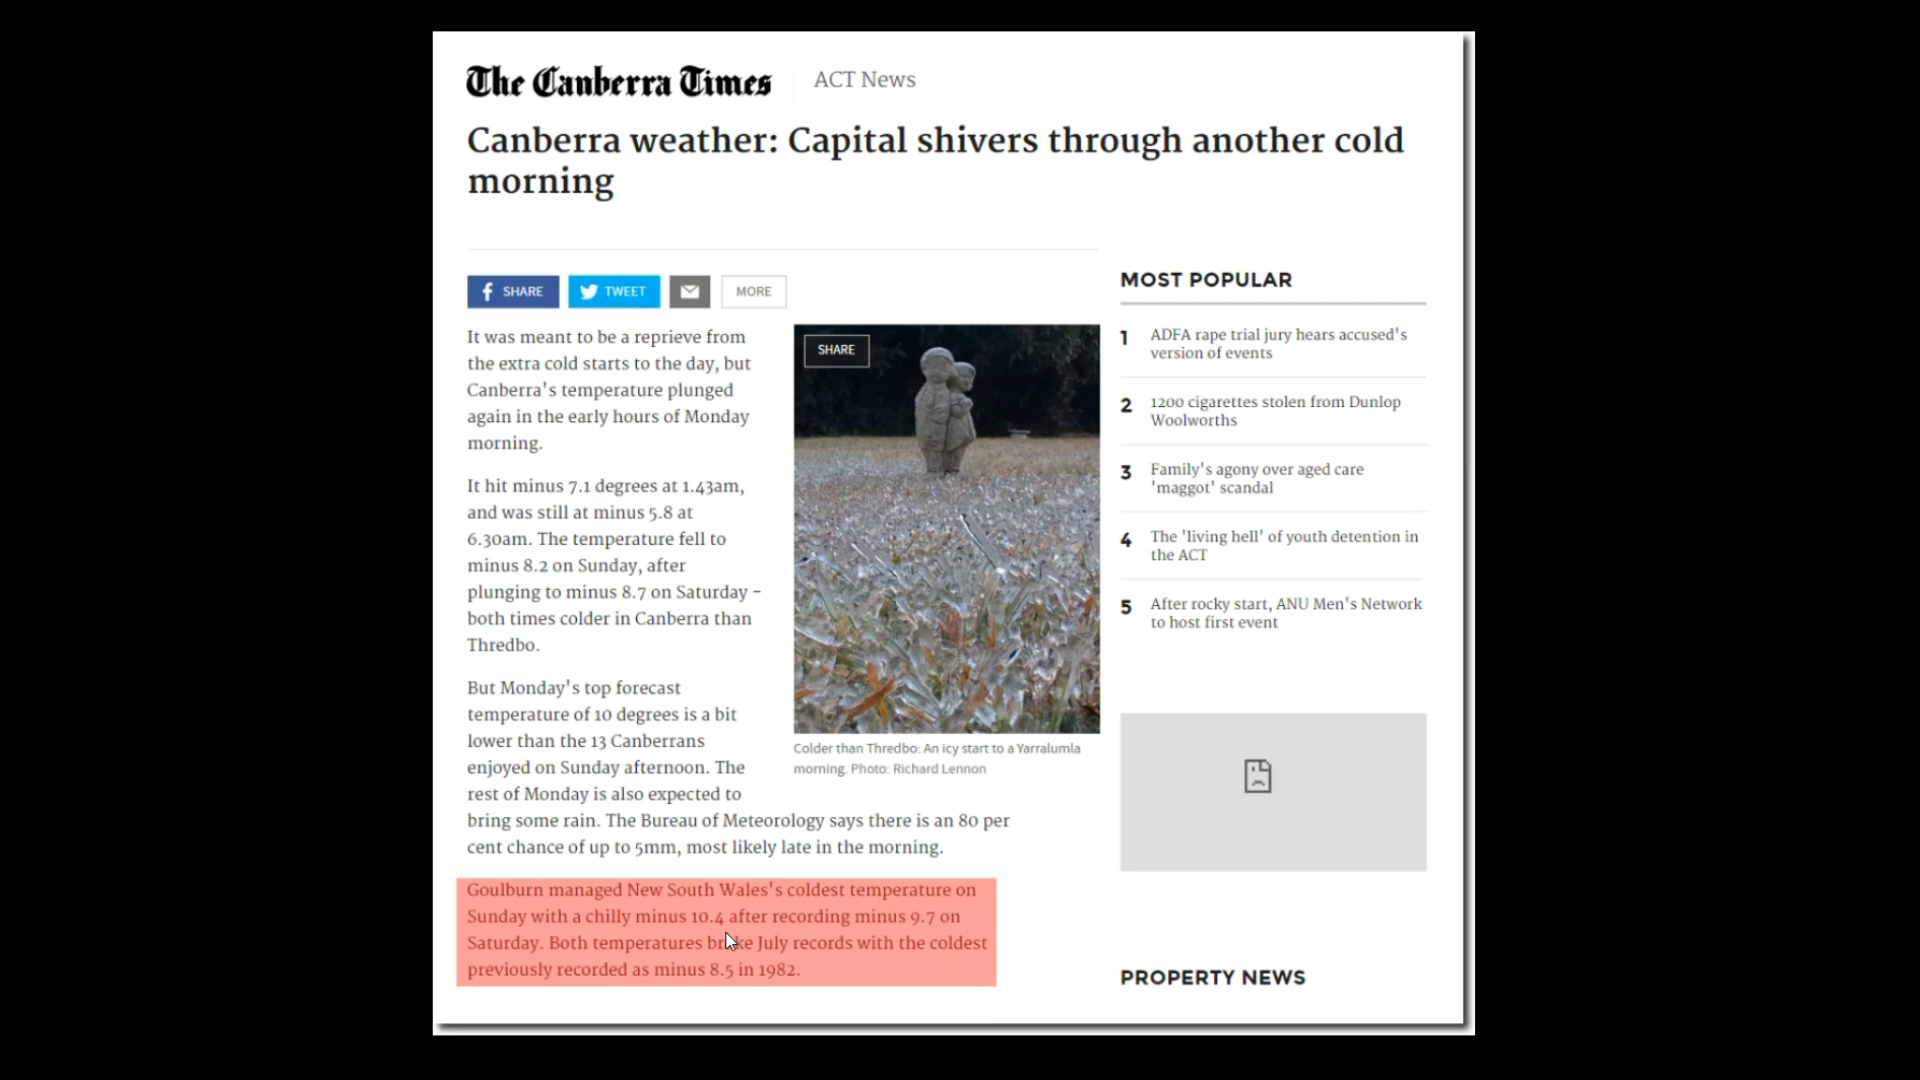 The Canberra Times
ACT News
Canberra weather: Capital shivers through another cold
morning
SHARE
TWEET
MORE
It was meant to be a reprieve from
the extra cold starts to the day, but
Canberra's temperature plunged
again in the early hours of Monday
morning.
It hit minus 7.1 degrees at 1.43am,
and was still at minus 5.8 at
6.30am. The temperature fell to
minus 8.2 on Sunday, after
plunging to minus 8.7 on Saturday –
both times colder in Canberra than
Thredbo.
But Monday's top forecast
temperature of 10 degrees is a bit
lower than the 13 Canberrans
enjoyed on Sunday afternoon. The
rest of Monday is also expected to
bring some rain. The Bureau of Meteorology says there is an 80 per
cent chance of up to 5mm, most likely late in the morning.
Goulburn managed New South Wales's coldest temperature on
Sunday with a chilly minus 10.4 after recording minus 9.7 on
Saturday. Both temperatures broke July records with the coldest
previously recorded as minus 8.5 in 1982.
SHARE
Colder than Thredbo: An icy start to a Yarralumla
morning. Photo: Richard Lennon
MOST POPULAR
1 ADFA rape trial jury hears accused's
version of events
2 1200 cigarettes stolen from Dunlop
Woolworths
3 Family's agony over aged care
'maggot' scandal
4 The 'living hell' of youth detention in
the ACT
5 After rocky start, ANU Men's Network
to host first event
PROPERTY NEWS